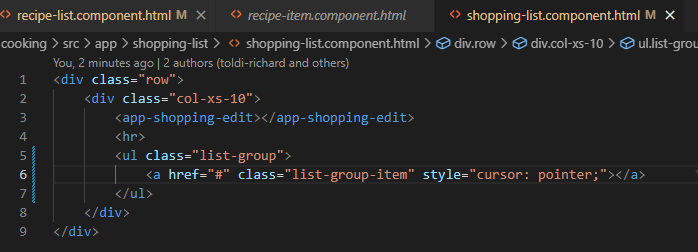 recipe-list.component.html M
recipe-item.component.html
shopping-list.component.html M
cooking > src > app > shopping-list > shopping-list.component.html > div.row > div.col-xs-10 > ul.list-grou
You, 2 minutes ago | 2 authors (toldi-richard and others)
1 <div class="row">
2 <div class="col-xs-10">
3 <app-shopping-edit></app-shopping-edit>
4 <hr>
5 <ul class="list-group">
6 <a href="#" class="list-group-item" style="cursor: pointer;"></a>
7 </ul>
8 </div>
9 </div>